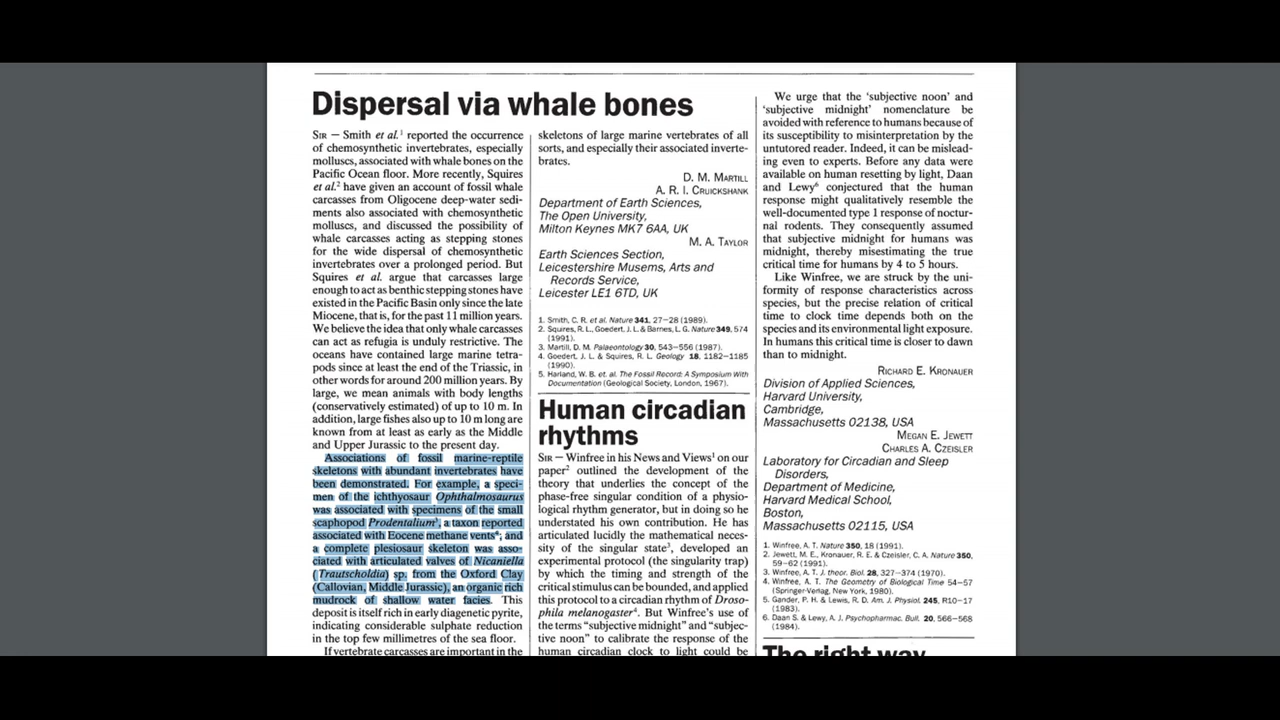 Dispersal via whale bones
SIR — Smith et al.¹ reported the occurrence
of chemosynthetic invertebrates, especially
molluscs, associated with whale bones on the
Pacific Ocean floor. More recently, Squires
et al.² have given an account of fossil whale
carcasses from Oligocene deep-water sedi-
ments also associated with chemosynthetic
molluscs, and discussed the possibility of
whale carcasses acting as stepping stones
for the wide dispersal of chemosynthetic
invertebrates over a prolonged period. But
Squires et al. argue that carcasses large
enough to act as benthic stepping stones have
existed in the Pacific Basin only since the late
Miocene, that is, for the past 11 million years.
We believe the idea that only whale carcasses
can act as refugia is unduly restrictive. The
oceans have contained large marine tetra-
pods since at least the end of the Triassic, in
other words for around 200 million years. By
large, we mean animals with body lengths
(conservatively estimated) of up to 10 m. In
addition, large fishes also up to 10 m long are
known from at least as early as the Middle
and Upper Jurassic to the present day.
Associations of fossil marine-reptile
skeletons with abundant invertebrates have
been demonstrated. For example, a speci-
men of the ichthyosaur Ophthalmosaurus
was associated with specimens of the small
scaphopod Prodentalium³, a taxon reported
associated with Eocene methane vents⁴; and
a complete plesiosaur skeleton was asso-
ciated with articulated valves of Nicaniella
(Trautscholdia) sp. from the Oxford Clay
(Callovian, Middle Jurassic), an organic rich
mudrock of shallow water facies. This
deposit is itself rich in early diagenetic pyrite,
indicating considerable sulphate reduction
in the top few millimetres of the sea floor.
If vertebrate carcasses are important in the
skeletons of large marine vertebrates of all
sorts, and especially their associated inverte-
brates.
D. M. MARTILL
A. R. I. CRUICKSHANK
Department of Earth Sciences,
The Open University,
Milton Keynes MK7 6AA, UK
M. A. TAYLOR
Earth Sciences Section,
Leicestershire Musems, Arts and
Records Service,
Leicester LE1 6TD, UK
1. Smith, C. R. et al. Nature 341, 27–28 (1989).
2. Squires, R. L., Goedert, J. L. & Barnes, L. G. Nature 349, 574
(1991).
3. Martill, D. M. Palaeontology 30, 543–556 (1987).
4. Goedert, J. L. & Squires, R. L. Geology 18, 1182–1185
(1990).
5. Harland, W. B. et. al. The Fossil Record: A Symposium With
Documentation (Geological Society, London, 1967).
Human circadian
rhythms
SIR — Winfree in his News and Views¹ on our
paper² outlined the development of the
theory that underlies the concept of the
phase-free singular condition of a physio-
logical rhythm generator, but in doing so he
understated his own contribution. He has
articulated lucidly the mathematical neces-
sity of the singular state³, developed an
experimental protocol (the singularity trap)
by which the timing and strength of the
critical stimulus can be bounded, and applied
this protocol to a circadian rhythm of Droso-
phila melanogaster⁴. But Winfree's use of
the terms “subjective midnight” and “subjec-
tive noon” to calibrate the response of the
human circadian clock to light could be
We urge that the ‘subjective noon’ and
‘subjective midnight’ nomenclature be
avoided with reference to humans because of
its susceptibility to misinterpretation by the
untutored reader. Indeed, it can be mislead-
ing even to experts. Before any data were
available on human resetting by light, Daan
and Lewy⁶ conjectured that the human
response might qualitatively resemble the
well-documented type 1 response of noctur-
nal rodents. They consequently assumed
that subjective midnight for humans was
midnight, thereby misestimating the true
critical time for humans by 4 to 5 hours.
Like Winfree, we are struck by the uni-
formity of response characteristics across
species, but the precise relation of critical
time to clock time depends both on the
species and its environmental light exposure.
In humans this critical time is closer to dawn
than to midnight.
RICHARD E. KRONAUER
Division of Applied Sciences,
Harvard University,
Cambridge,
Massachusetts 02138, USA
MEGAN E. JEWETT
CHARLES A. CZEISLER
Laboratory for Circadian and Sleep
Disorders,
Department of Medicine,
Harvard Medical School,
Boston,
Massachusetts 02115, USA
1. Winfree, A. T. Nature 350, 18 (1991).
2. Jewett, M. E., Kronauer, R. E. & Czeisler, C. A. Nature 350,
59–62 (1991).
3. Winfree, A. T. J. theor. Biol. 28, 327–374 (1970).
4. Winfree, A. T. The Geometry of Biological Time 54–57
(Springer-Verlag, New York, 1980).
5. Gander, P. H. & Lewis, R. D. Am. J. Physiol. 245, R10–17
(1983).
6. Daan S. & Lewy, A. J. Psychopharmac. Bull. 20, 566–568
(1984).
The right way